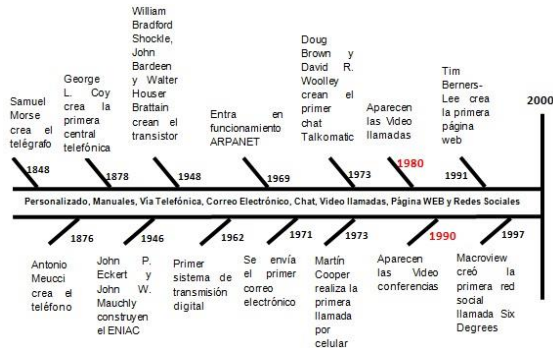 Samuel
Morse
crea el
telégrafo
1848
George
L. Coy
crea la
primera
central
telefónica
1878
William
Bradford
Shockle,
John
Bardeen
y Walter
Houser
Brattain
crean el
transistor
1948
Entra en
funcionamiento
ARPANET
1969
Doug
Brown y
David R.
Woolley
crean el
primer
chat
Talkomatic
1973
Aparecen
las Video
llamadas
1980
Tim
Berners-
Lee crea
la primera
página
web
1991
2000
Personalizado, Manuales, Vía Telefónica, Correo Electrónico, Chat, Video llamadas, Página WEB y Redes Sociales
1876
Antonio
Meucci
crea el
teléfono
1946
John P.
Eckert y
John W.
Mauchly
construyen
el ENIAC
1962
Primer
sistema de
transmisión
digital
1971
Se envía
el primer
correo
electrónico
1973
Martín
Cooper
realiza la
primera
llamada
por
celular
1990
Aparecen
las Video
conferencias
1997
Macroview
creó la
primera red
social
llamada Six
Degrees